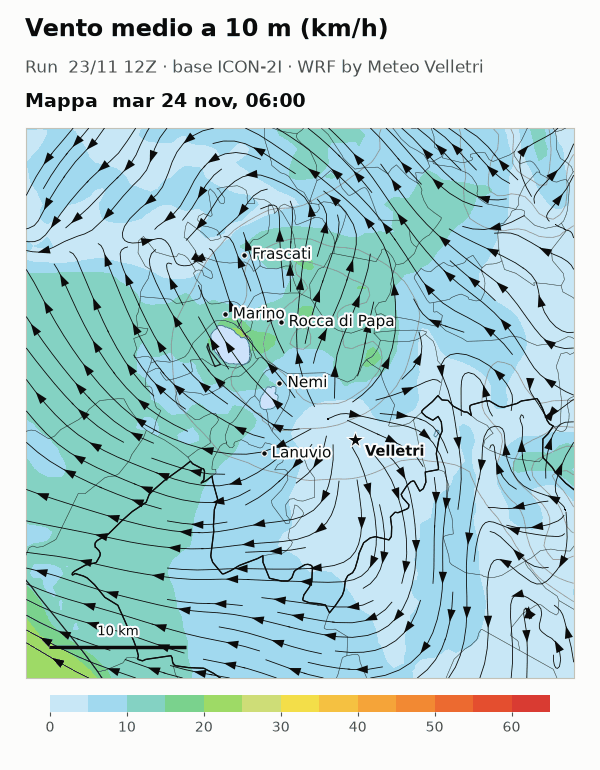 Vento medio a 10 m (km/h)
Run  23/11 12Z · base ICON-2I · WRF by Meteo Velletri
Mappa  mar 24 nov, 06:00
Frascati
Marino
Rocca di Papa
Nemi
Velletri
Lanuvio
10 km
0 10 20 30 40 50 60